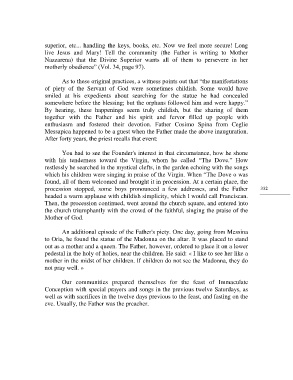 superior, etc... handling the keys, books, etc. Now we feel more secure! Long
live Jesus and Mary! Tell the community (the Father is writing to Mother
Nazzarena) that the Divine Superior wants all of them to persevere in her
motherly obedience” (Vol. 34, page 97).
As to these original practices, a witness points out that “the manifestations
of piety of the Servant of God were sometimes childish. Some would have
smiled at his expedients about searching for the statue he had concealed
somewhere before the blessing; but the orphans followed him and were happy.”
By hearing, these happenings seem truly childish, but the sharing of them
together with the Father and his spirit and fervor filled up people with
enthusiasm and fostered their devotion. Father Cosimo Spina from Ceglie
Messapica happened to be a guest when the Father made the above inauguration.
After forty years, the priest recalls that event:
You had to see the Founder's interest in that circumstance, how he shone
with his tenderness toward the Virgin, whom he called “The Dove.” How
restlessly he searched in the mystical clefts, in the garden echoing with the songs
which his children were singing in praise of the Virgin. When “The Dove was
found, all of them welcomed and brought it in procession. At a certain place, the
procession stopped, some boys pronounced a few addresses, and the Father
headed a warm applause with childish simplicity, which I would call Franciscan.
Then, the procession continued, went around the church square, and entered into
the church triumphantly with the crowd of the faithful, singing the praise of the
Mother of God.
332
An additional episode of the Father's piety. One day, going from Messina
to Oria, he found the statue of the Madonna on the altar. It was placed to stand
out as a mother and a queen. The Father, however, ordered to place it on a lower
pedestal in the holy of holies, near the children. He said: « I like to see her like a
mother in the midst of her children. If children do not see the Madonna, they do
not pray well. »
Our communities prepared themselves for the feast of Immaculate
Conception with special prayers and songs in the previous twelve Saturdays, as
well as with sacrifices in the twelve days previous to the feast, and fasting on the
eve. Usually, the Father was the preacher.